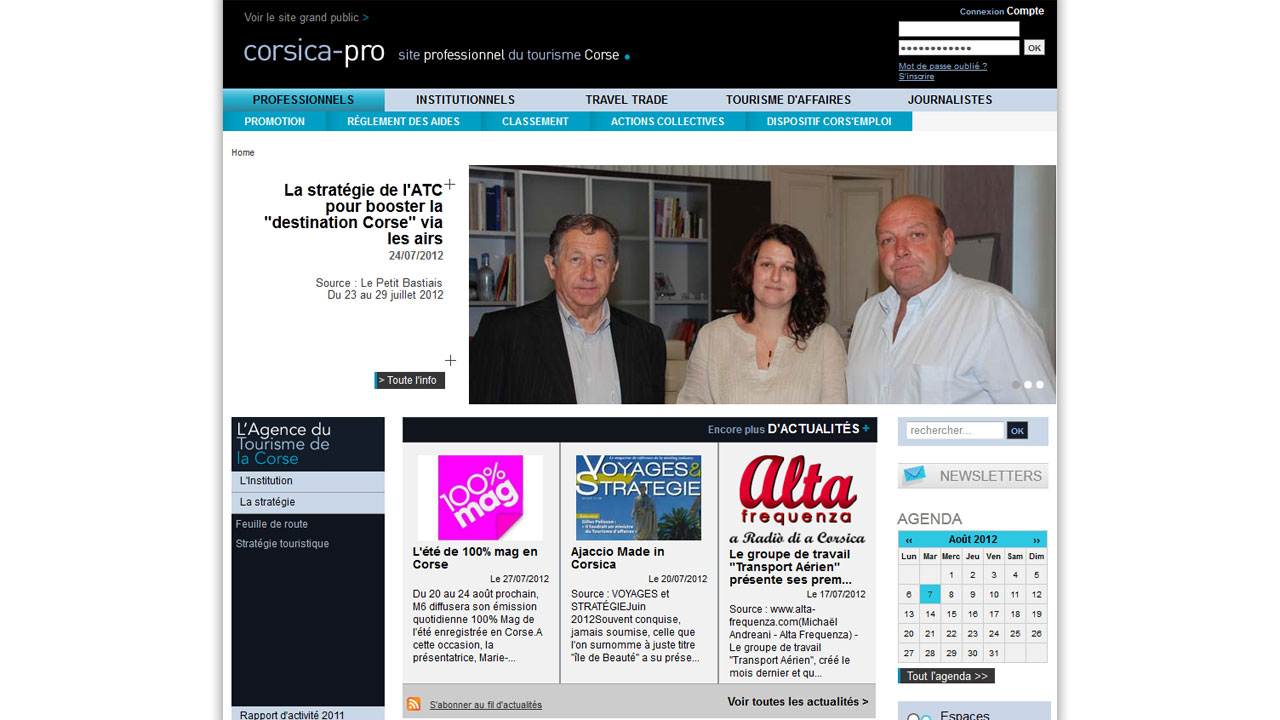 Voir le site grand public >
Connexion Compte
corsica-pro site professionnel du tourisme Corse
OK
Mot de passe oublié ?
S'inscrire
PROFESSIONNELS INSTITUTIONNELS TRAVEL TRADE TOURISME D'AFFAIRES JOURNALISTES
PROMOTION RÈGLEMENT DES AIDES CLASSEMENT ACTIONS COLLECTIVES DISPOSITIF CORS'EMPLOI
Home
La stratégie de l'ATC
pour booster la
"destination Corse" via
les airs
24/07/2012
Source : Le Petit Bastiais
Du 23 au 29 juillet 2012
> Toute l'info
L'Agence du
Tourisme de
la Corse
L'Institution
La stratégie
Feuille de route
Stratégie touristique
Rapport d'activité 2011
Encore plus D'ACTUALITÉS +
100%
mag
L'été de 100% mag en
Corse
Le 27/07/2012
Du 20 au 24 août prochain,
M6 diffusera son émission
quotidienne 100% Mag de
l'été enregistrée en Corse.A
cette occasion, la
présentatrice, Marie-...
VOYAGES &
STRATEGIE
Ajaccio Made in
Corsica
Le 20/07/2012
Source : VOYAGES et
STRATÉGIEJuin
2012Souvent conquise,
jamais soumise, celle que
l'on surnomme à juste titre
"île de Beauté" a su prése...
Alta
frequenza
a Radiò di a Corsica
Le groupe de travail
"Transport Aérien"
présente ses prem...
Le 17/07/2012
Source : www.alta-
frequenza.com(Michaël
Andreani - Alta Frequenza) -
Le groupe de travail
"Transport Aérien", créé le
mois dernier et qu...
S'abonner au fil d'actualités
Voir toutes les actualités >
rechercher... OK
NEWSLETTERS
AGENDA
‹‹ Août 2012 ››
Lun Mar Merc Jeu Ven Sam Dim
1 2 3 4 5
6 7 8 9 10 11 12
13 14 15 16 17 18 19
20 21 22 23 24 25 26
27 28 29 30 31
Tout l'agenda >>
Espaces